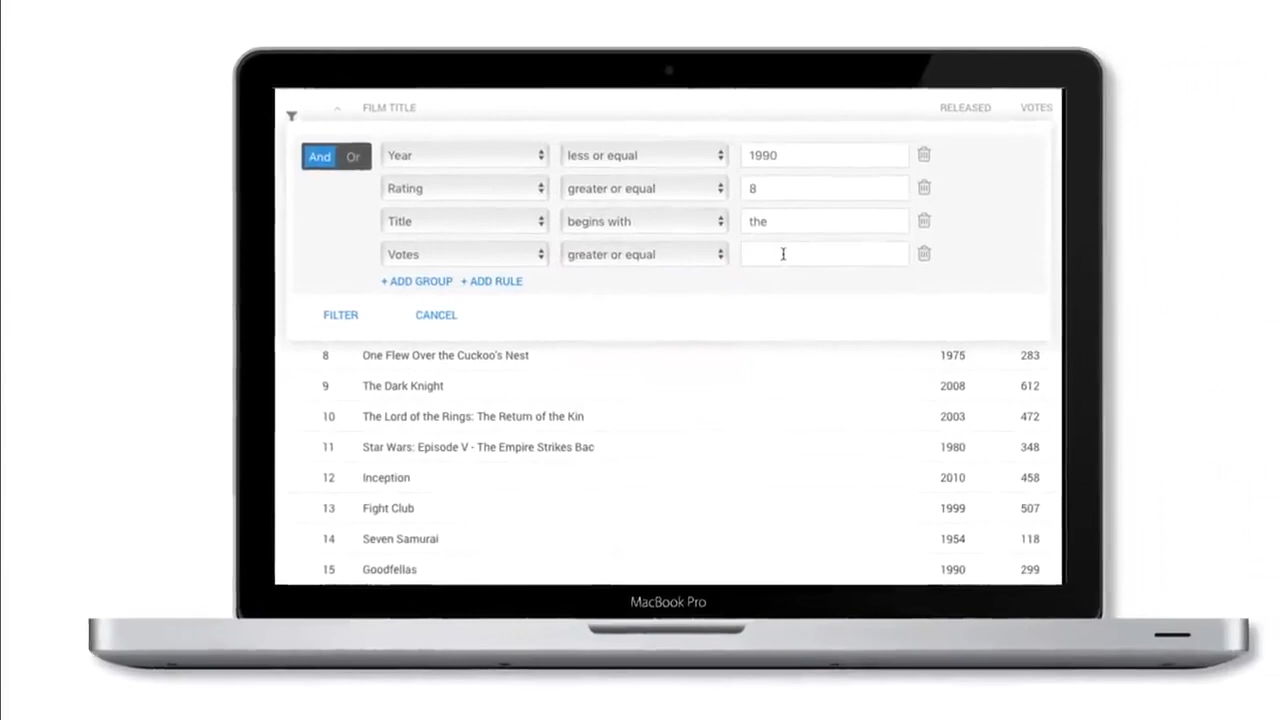 FILM TITLE RELEASED VOTES
And Or Year less or equal 1990
Rating greater or equal 8
Title begins with the
Votes greater or equal
+ ADD GROUP + ADD RULE
FILTER CANCEL
8 One Flew Over the Cuckoo's Nest 1975 283
9 The Dark Knight 2008 612
10 The Lord of the Rings: The Return of the Kin 2003 472
11 Star Wars: Episode V - The Empire Strikes Bac 1980 348
12 Inception 2010 458
13 Fight Club 1999 507
14 Seven Samurai 1954 118
15 Goodfellas 1990 299
MacBook Pro